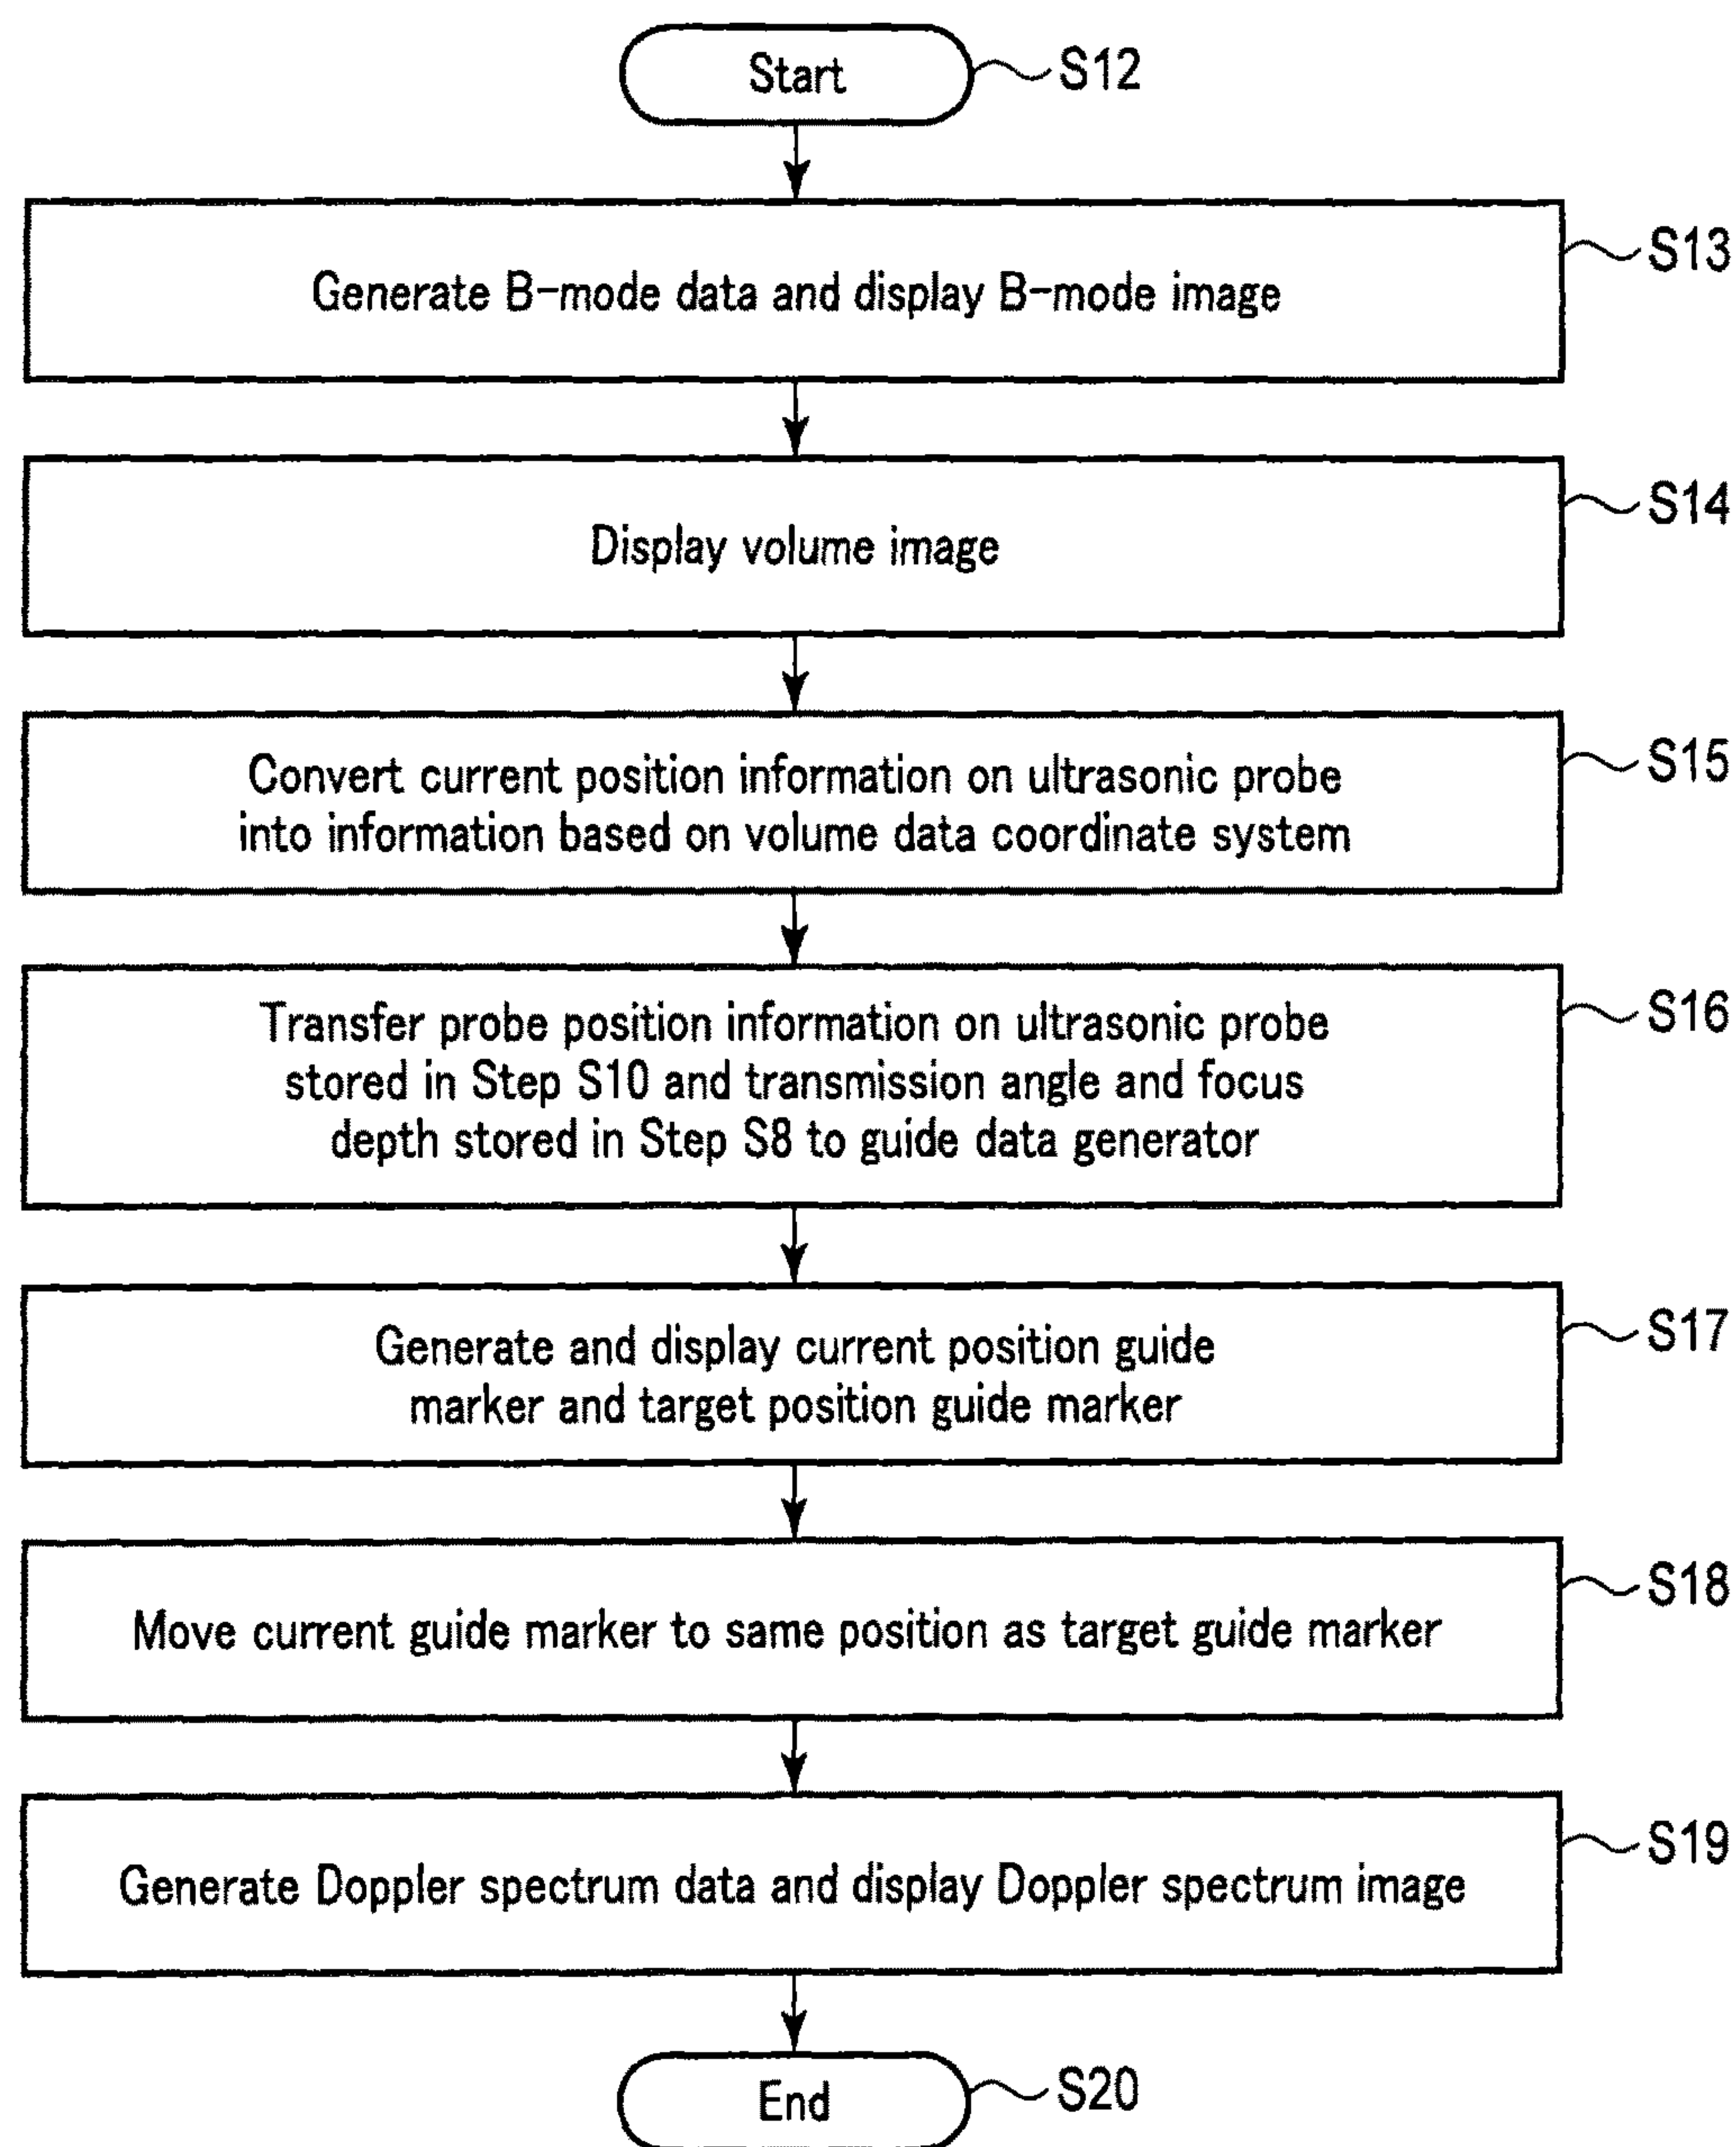 Start
S12
S13
Generate B-mode data and display B-mode image
S14
Display volume image
S15
Convert current position information on ultrasonic probe
into information based on volume data coordinate system
S16
Transfer probe position information on ultrasonic probe
stored in Step S10 and transmission angle and focus
depth stored in Step S8 to guide data generator
S17
Generate and display current position guide
marker and target position guide marker
S18
Move current guide marker to same position as target guide marker
S19
Generate Doppler spectrum data and display Doppler spectrum image
End
S20